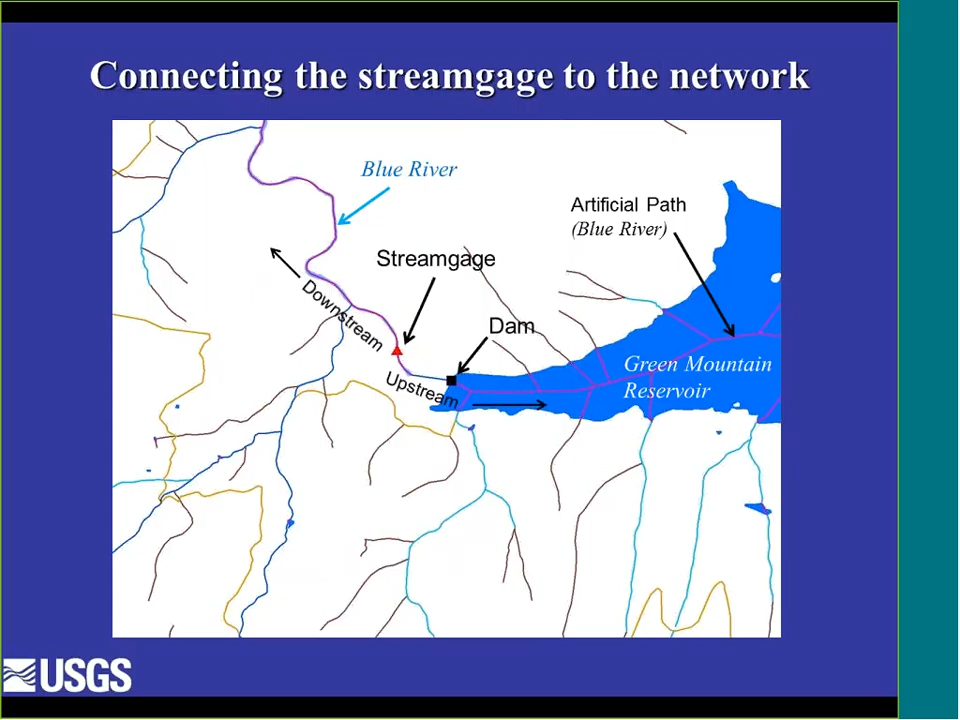 Connecting the streamgage to the network
Blue River
Artificial Path
(Blue River)
Streamgage
Downstream
Dam
Green Mountain
Reservoir
Upstream
USGS